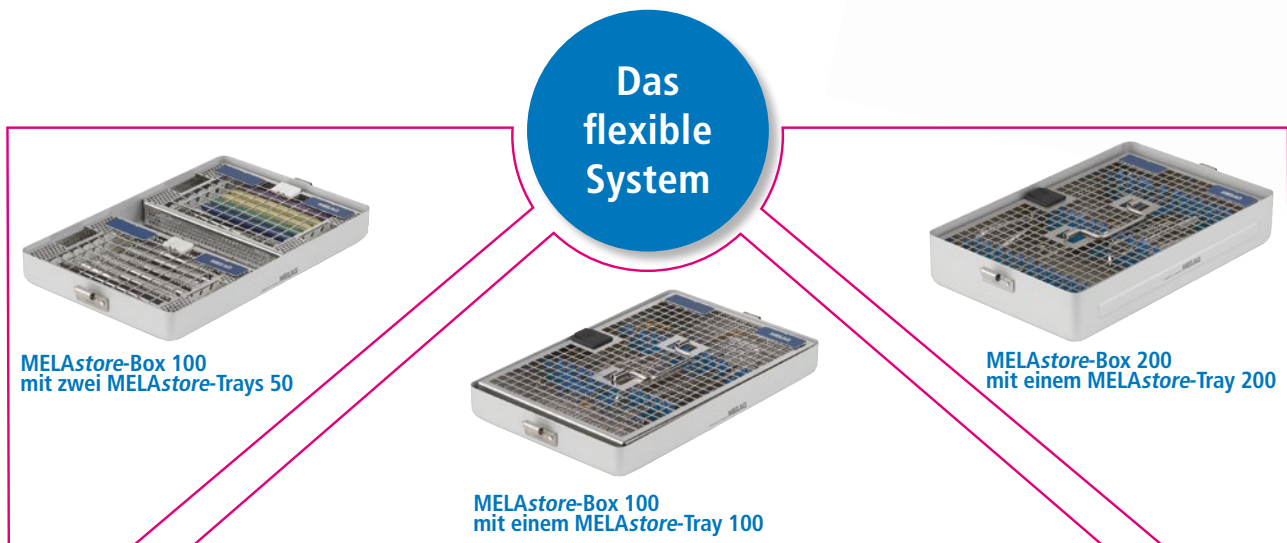 Das
flexible
System
MELAstore-Box 100
mit zwei MELAstore-Trays 50
MELAstore-Box 200
mit einem MELAstore-Tray 200
MELAstore-Box 100
mit einem MELAstore-Tray 100